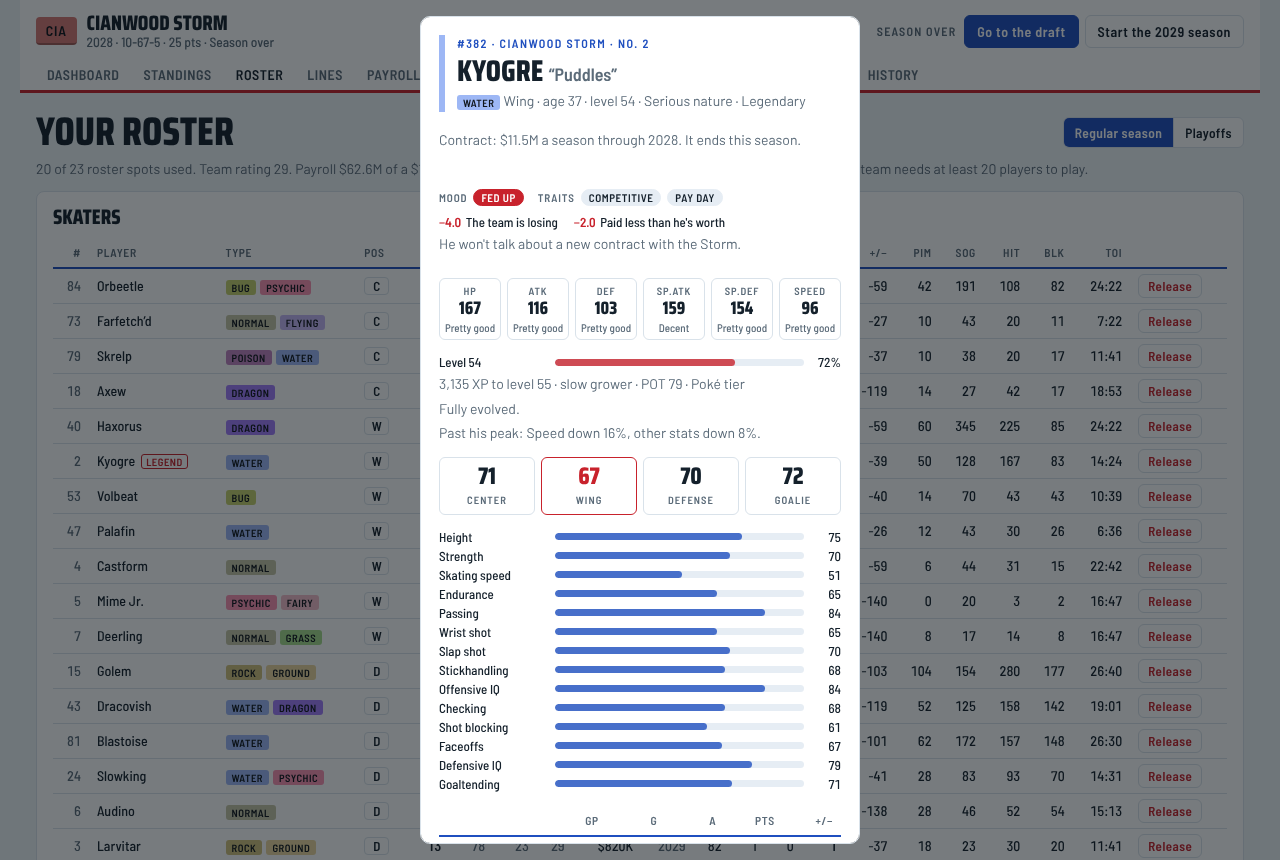 CIA
CIANWOOD STORM
2028 · 10-67-5 · 25 pts · Season over
SEASON OVER
Go to the draft
Start the 2029 season
DASHBOARD STANDINGS ROSTER LINES PAYROLL HISTORY
YOUR ROSTER
Regular season Playoffs
20 of 23 roster spots used. Team rating 29. Payroll $62.6M of a
team needs at least 20 players to play.
SKATERS
# PLAYER TYPE POS +/− PIM SOG HIT BLK TOI
84 Orbeetle BUG PSYCHIC C -59 42 191 108 82 24:22 Release
73 Farfetch'd NORMAL FLYING C -27 10 43 20 11 7:22 Release
79 Skrelp POISON WATER C -37 10 38 20 17 11:41 Release
18 Axew DRAGON C -119 14 27 42 17 18:53 Release
40 Haxorus DRAGON W -59 60 345 225 85 24:22 Release
2 Kyogre LEGEND WATER W -39 50 128 167 83 14:24 Release
53 Volbeat BUG W -40 14 70 43 43 10:39 Release
47 Palafin WATER W -26 12 43 30 26 6:36 Release
4 Castform NORMAL W -59 6 44 31 15 22:42 Release
5 Mime Jr. PSYCHIC FAIRY W -140 0 20 3 2 16:47 Release
7 Deerling NORMAL GRASS W -140 8 17 14 8 16:47 Release
15 Golem ROCK GROUND D -103 104 154 280 177 26:40 Release
43 Dracovish WATER DRAGON D -119 52 125 158 142 19:01 Release
81 Blastoise WATER D -101 62 172 157 148 26:30 Release
24 Slowking WATER PSYCHIC D -41 28 83 93 70 14:31 Release
6 Audino NORMAL D -138 28 46 52 54 15:13 Release
3 Larvitar ROCK GROUND D 13 78 23 29 $820K 2029 82 1 0 1 -37 18 23 30 20 11:41 Release
#382 · CIANWOOD STORM · NO. 2
KYOGRE “Puddles”
WATER Wing · age 37 · level 54 · Serious nature · Legendary
Contract: $11.5M a season through 2028. It ends this season.
MOOD FED UP TRAITS COMPETITIVE PAY DAY
−4.0 The team is losing −2.0 Paid less than he's worth
He won't talk about a new contract with the Storm.
HP ATK DEF SP.ATK SP.DEF SPEED
167 116 103 159 154 96
Pretty good Pretty good Pretty good Decent Pretty good Pretty good
Level 54 72%
3,135 XP to level 55 · slow grower · POT 79 · Poké tier
Fully evolved.
Past his peak: Speed down 16%, other stats down 8%.
71 67 70 72
CENTER WING DEFENSE GOALIE
Height 75
Strength 70
Skating speed 51
Endurance 65
Passing 84
Wrist shot 65
Slap shot 70
Stickhandling 68
Offensive IQ 84
Checking 68
Shot blocking 61
Faceoffs 67
Defensive IQ 79
Goaltending 71
GP G A PTS +/−